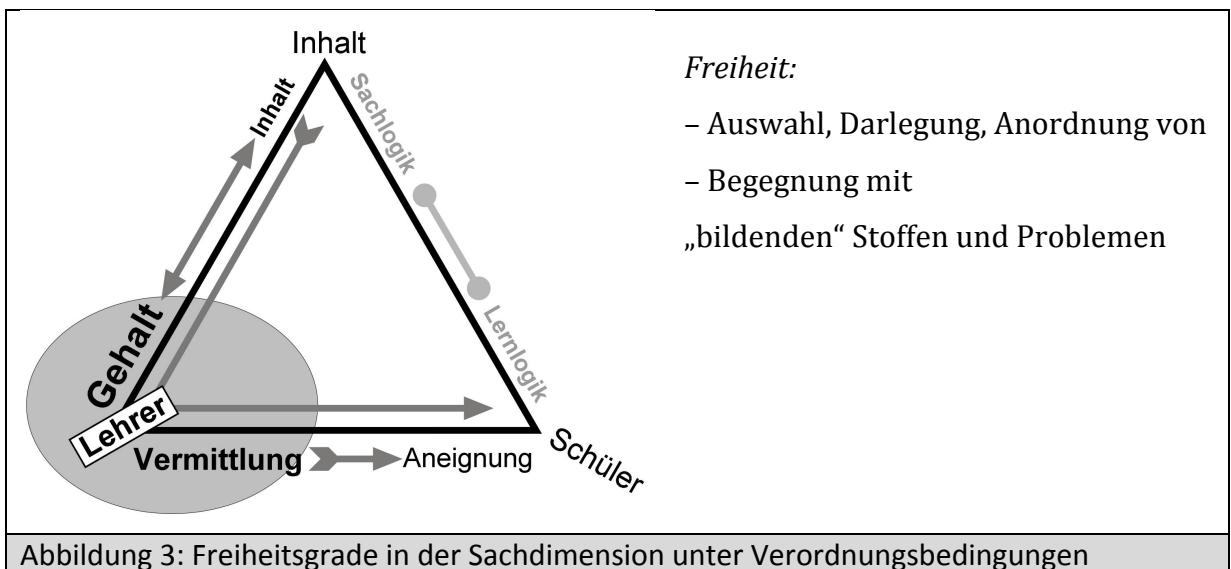 Inhalt
Inhalt
Sachlogik
Gehalt
Lernlogik
Lehrer
Schüler
Vermittlung
Aneignung
Freiheit:
– Auswahl, Darlegung, Anordnung von
– Begegnung mit
„bildenden“ Stoffen und Problemen
Abbildung 3: Freiheitsgrade in der Sachdimension unter Verordnungsbedingungen